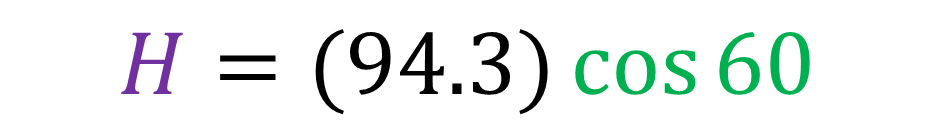 H = (94.3) cos 60